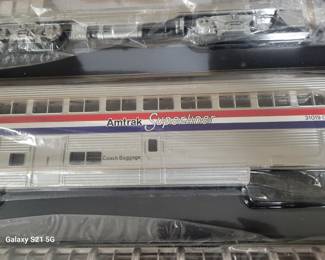 Amtrak Superliner
31019
Coach Baggage
Galaxy S21 5G